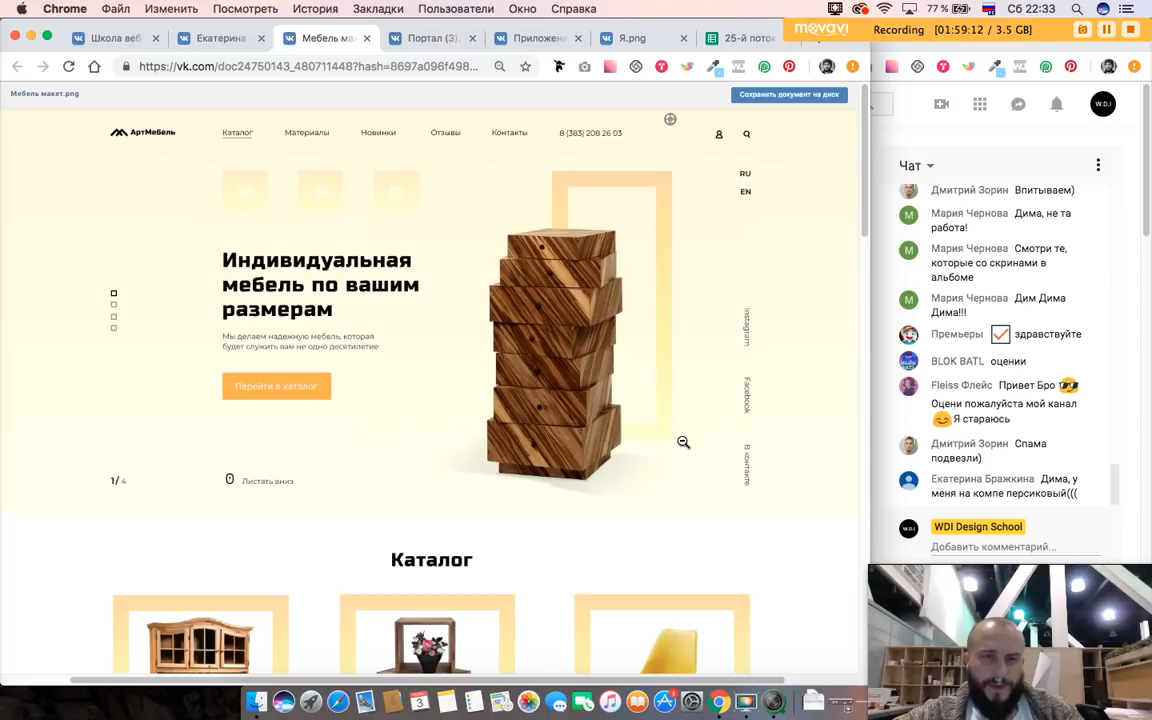 Chrome Файл Изменить Просмотреть История Закладки Пользователи Окно Справка
77 % Сб 22:33
movavi
Recording [01:59:12 / 3.5 GB]
Школа веб Екатерина Мебель ма Портал (3). Приложен Я.png 25-й поток
https://vk.com/doc24750143_480711448?hash=8697a096f498...
Мебель макет.png
Сохранить документ на диск
АртМебель
Каталог Материалы Новинки Отзывы Контакты 8 (383) 208 26 03
RU
EN
Индивидуальная
мебель по вашим
размерам
Мы делаем надежную мебель, которая
будет служить вам не одно десятилетие
Перейти в каталог
Instagram
Facebook
В контакте
1/ 4
Листать вниз
Каталог
W.D.I
Чат
Дмитрий Зорин Впитываем)
М
Мария Чернова Дима, не та
работа!
М
Мария Чернова Смотри те,
которые со скринами в
альбоме
М
Мария Чернова Дим Дима
Дима!!!
Премьеры здравствуйте
BLOK BATL оцении
Fleiss Флейс Привет Бро
Оцени пожалуйста мой канал
Я стараюсь
Дмитрий Зорин Спама
подвезли)
Екатерина Бражкина Дима, у
меня на компе персиковый(((
W.D.I
WDI Design School
Добавить комментарий...
3